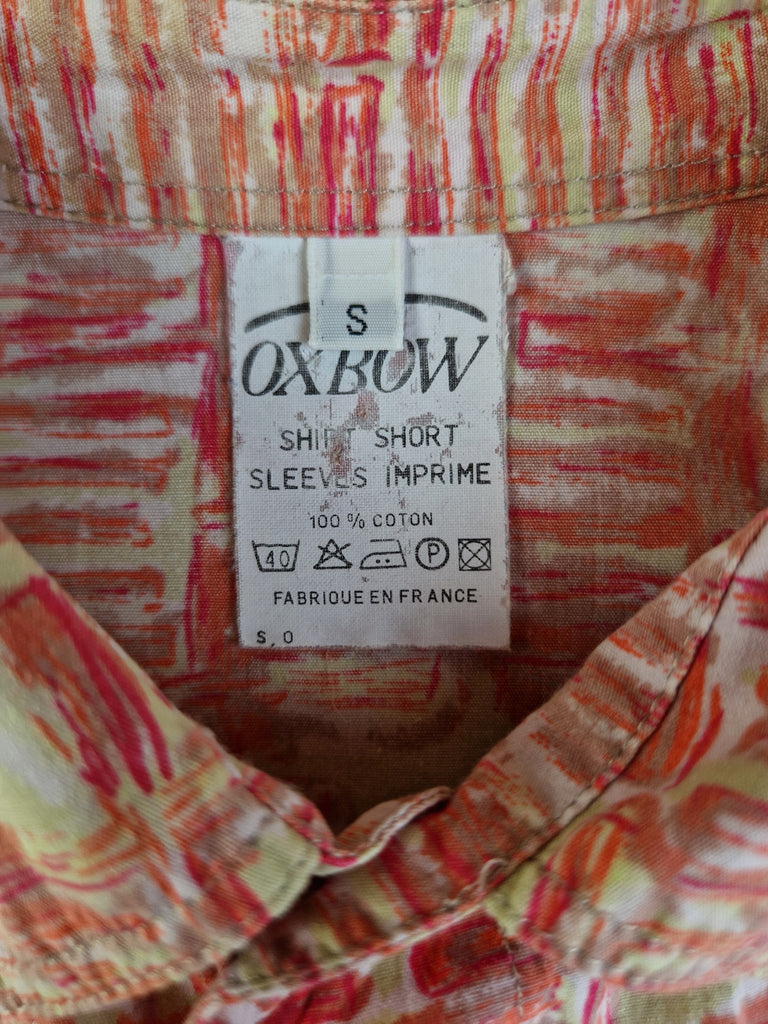 S
OXBOW
SHIRT SHORT
SLEEVES IMPRIME
100 % COTON
40 P
FABRIQUE EN FRANCE
S, 0